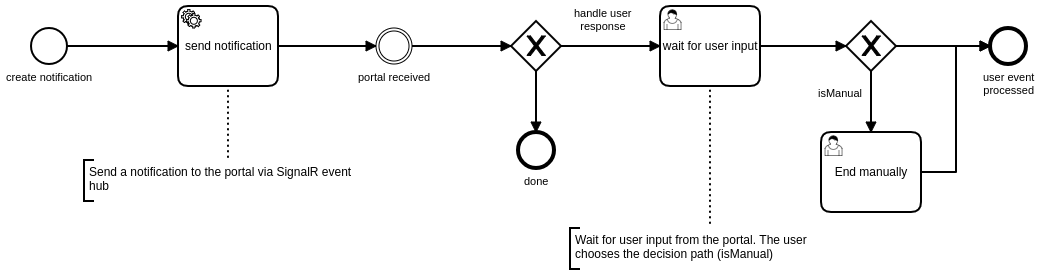 create notification
send notification
portal received
handle user
response
wait for user input
isManual
user event
processed
Send a notification to the portal via SignalR event
hub
done
End manually
Wait for user input from the portal. The user
chooses the decision path (isManual)